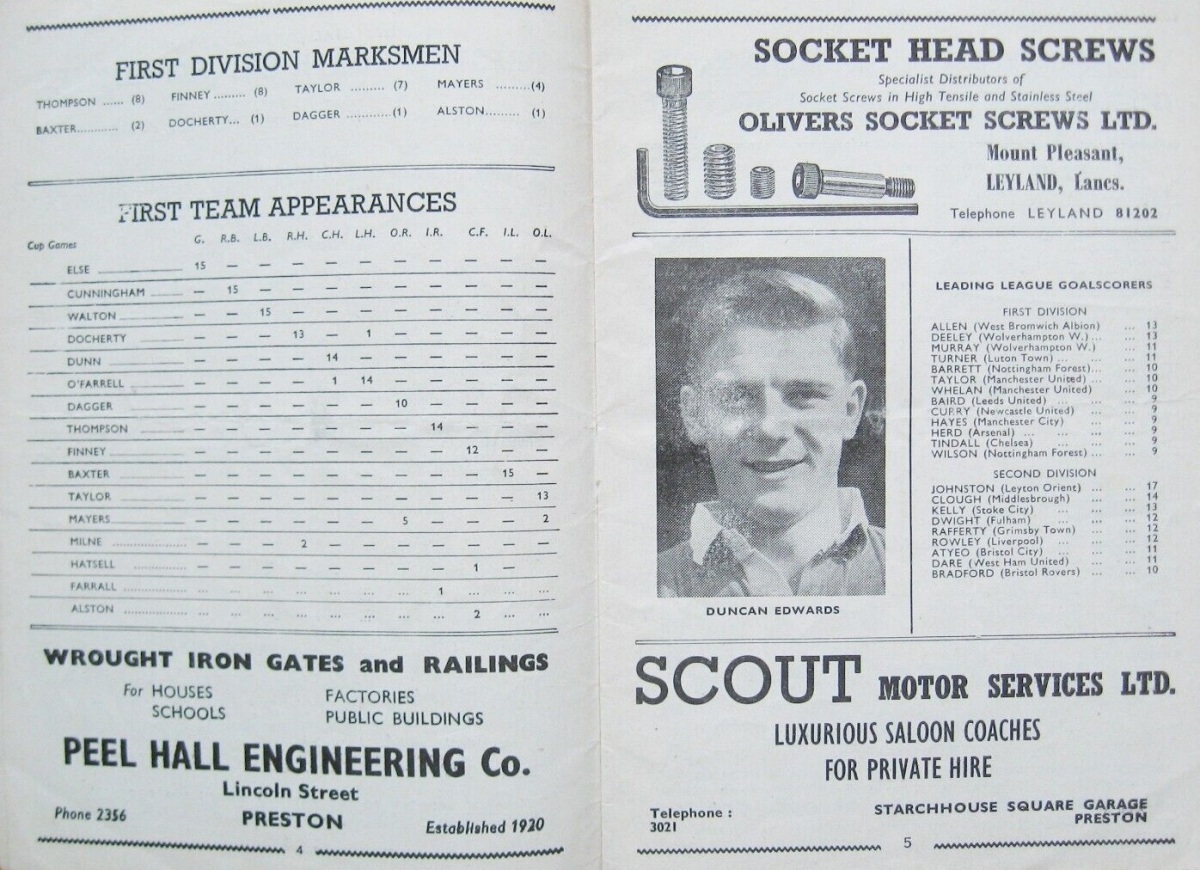 FIRST DIVISION MARKSMEN
THOMPSON ...... (8) FINNEY ......... (8) TAYLOR .......... (7) MAYERS ..........(4)
BAXTER............ (2) DOCHERTY... (1) DAGGER ............(1) ALSTON......... (1)
FIRST TEAM APPEARANCES
Cup Games G. R.B. L.B. R.H. C.H. L.H. O.R. I.R. C.F. I.L. O.L.
ELSE 15 — — — — — — — — — —
CUNNINGHAM — 15 — — — — — — — — —
WALTON — — 15 — — — — — — — —
DOCHERTY — — — 13 — 1 — — — — —
DUNN — — — — 14 — — — — — —
O'FARRELL — — — — 1 14 — — — — —
DAGGER — — — — — — 10 — — — —
THOMPSON — — — — — — — 14 — — —
FINNEY — — — — — — — — 12 — —
BAXTER — — — — — — — — — 15 —
TAYLOR — — — — — — — — — — 13
MAYERS — — — — — — 5 — — — 2
MILNE — — — 2 — — — — — — —
HATSELL — — — — — — — — 1 — —
FARRALL ... ... ... ... ... ... ... 1 ... ... ...
ALSTON ... ... ... ... ... ... ... ... 2 ... ...
WROUGHT IRON GATES and RAILINGS
For HOUSES FACTORIES
SCHOOLS PUBLIC BUILDINGS
PEEL HALL ENGINEERING Co.
Lincoln Street
Phone 2356 PRESTON Established 1920
4
SOCKET HEAD SCREWS
Specialist Distributors of
Socket Screws in High Tensile and Stainless Steel
OLIVERS SOCKET SCREWS LTD.
Mount Pleasant,
LEYLAND, Lancs.
Telephone LEYLAND 81202
DUNCAN EDWARDS
LEADING LEAGUE GOALSCORERS
FIRST DIVISION
ALLEN (West Bromwich Albion) ... 13
DEELEY (Wolverhampton W.) ... ... 13
MURRAY (Wolverhampton W.) ... 11
TURNER (Luton Town) ... ... ... 11
BARRETT (Nottingham Forest)... ... 10
TAYLOR (Manchester United) ... ... 10
WHELAN (Manchester United) ... ... 10
BAIRD (Leeds United) ... ... ... 9
CURRY (Newcastle United) ... ... 9
HAYES (Manchester City) ... ... 9
HERD (Arsenal) ... ... ... ... 9
TINDALL (Chelsea) ... ... ... 9
WILSON (Nottingham Forest) ... ... 9
SECOND DIVISION
JOHNSTON (Leyton Orient) ... ... 17
CLOUGH (Middlesbrough) ... ... 14
KELLY (Stoke City) ... ... ... 13
DWIGHT (Fulham) ... ... ... 12
RAFFERTY (Grimsby Town) ... ... 12
ROWLEY (Liverpool) ... ... ... 12
ATYEO (Bristol City) ... ... ... 11
DARE (West Ham United) ... ... 11
BRADFORD (Bristol Rovers) ... ... 10
SCOUT MOTOR SERVICES LTD.
LUXURIOUS SALOON COACHES
FOR PRIVATE HIRE
Telephone : STARCHHOUSE SQUARE GARAGE
3021 PRESTON
5